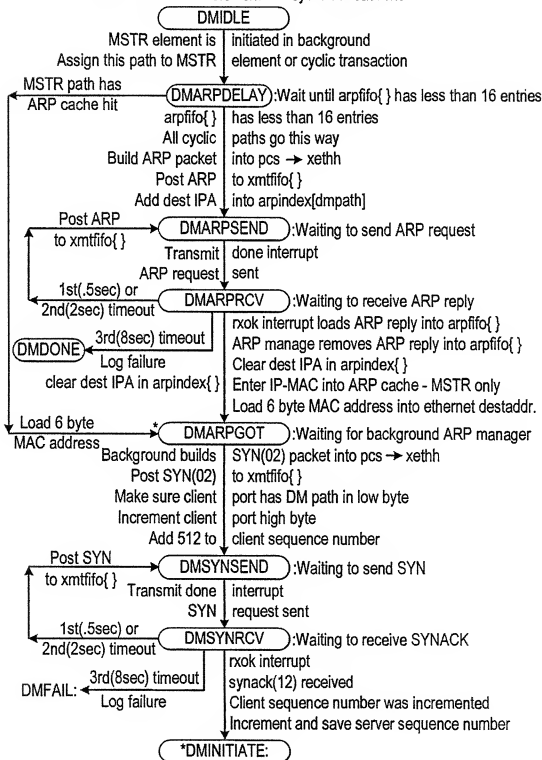 DMIDLE
MSTR element is initiated in background
Assign this path to MSTR element or cyclic transaction
MSTR path has
ARP cache hit
DMARPDELAY :Wait until arpfifo{ } has less than 16 entries
arpfifo{ } has less than 16 entries
All cyclic paths go this way
Build ARP packet into pcs → xethh
Post ARP to xmtfifo{ }
Add dest IPA into arpindex[dmpath]
Post ARP
to xmtfifo{ }
DMARPSEND :Waiting to send ARP request
Transmit done interrupt
ARP request sent
1st(.5sec) or
2nd(2sec) timeout
DMARPRCV :Waiting to receive ARP reply
rxok interrupt loads ARP reply into arpfifo{ }
3rd(8sec) timeout ARP manage removes ARP reply into arpfifo{ }
DMDONE
Log failure Clear dest IPA in arpindex{ }
clear dest IPA in arpindex{ } Enter IP-MAC into ARP cache - MSTR only
Load 6 byte MAC address into ethernet destaddr.
Load 6 byte
MAC address
* DMARPGOT :Waiting for background ARP manager
Background builds SYN(02) packet into pcs → xethh
Post SYN(02) to xmtfifo{ }
Make sure client port has DM path in low byte
Increment client port high byte
Add 512 to client sequence number
Post SYN
to xmtfifo{ }
DMSYNSEND :Waiting to send SYN
Transmit done interrupt
SYN request sent
1st(.5sec) or
2nd(2sec) timeout
DMSYNRCV :Waiting to receive SYNACK
rxok interrupt
3rd(8sec) timeout synack(12) received
DMFAIL:
Log failure Client sequence number was incremented
Increment and save server sequence number
*DMINITIATE: